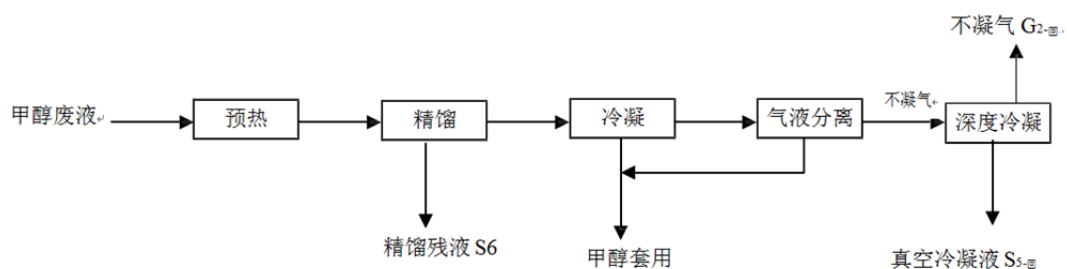 不凝气 G2-回
甲醇废液
预热
精馏
冷凝
气液分离
不凝气
深度冷凝
精馏残液 S6
甲醇套用
真空冷凝液 S5-回